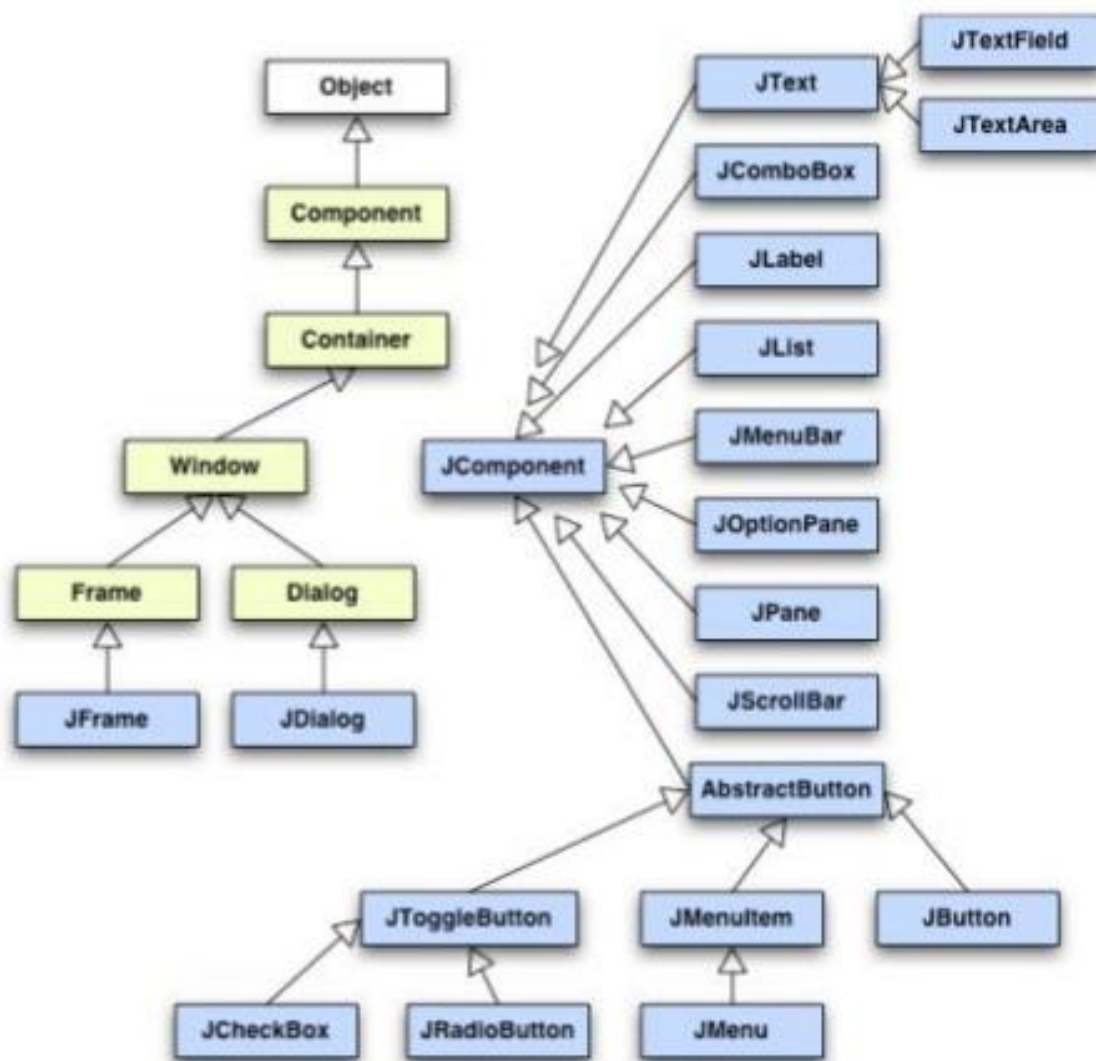 Object
Component
Container
Window
Frame
Dialog
JFrame
JDialog
JComponent
JText
JTextField
JTextArea
JComboBox
JLabel
JList
JMenuBar
JOptionPane
JPane
JScrollBar
AbstractButton
JToggleButton
JMenuItem
JButton
JCheckBox
JRadioButton
JMenu